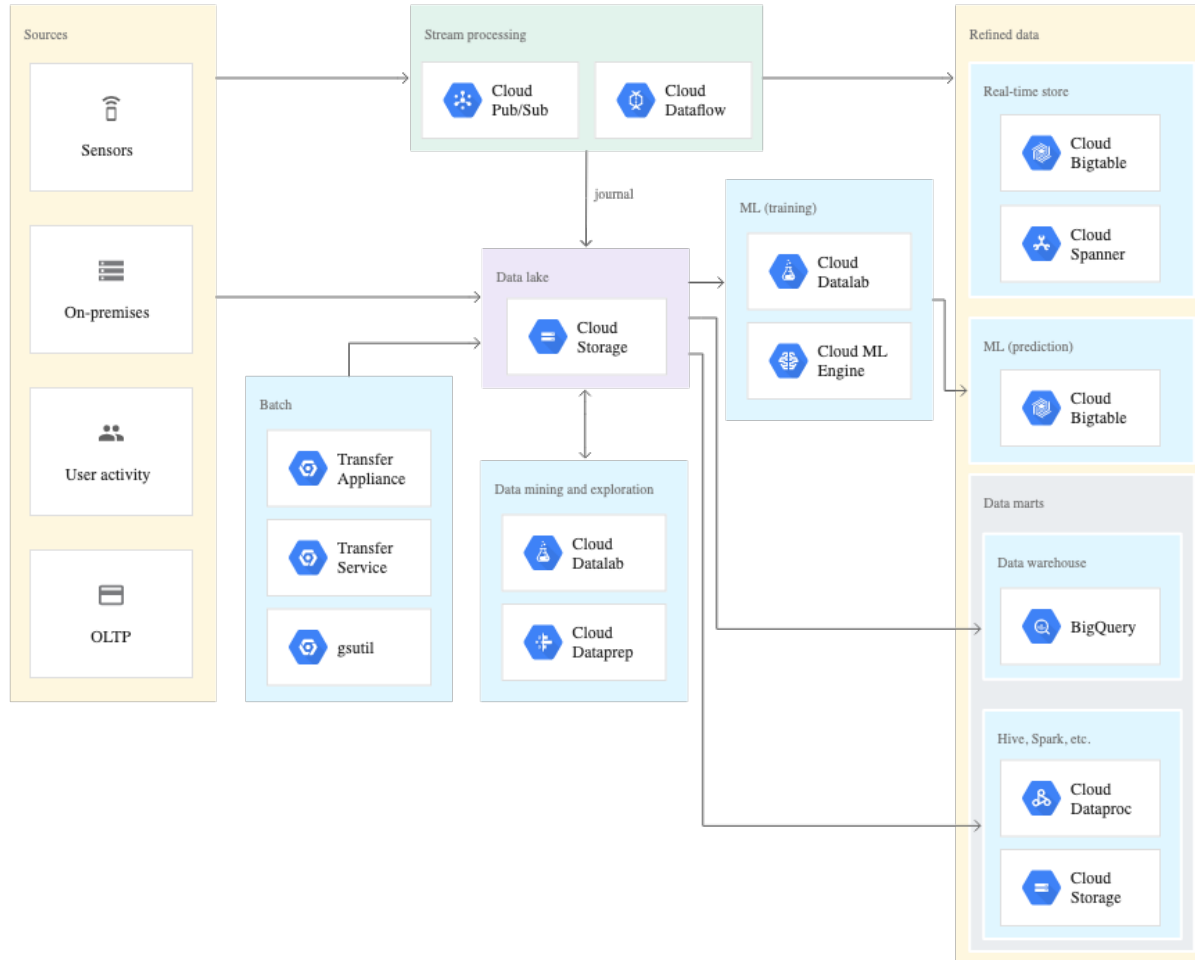 Sources
Sensors
On-premises
User activity
OLTP
Stream processing
Cloud
Pub/Sub
Cloud
Dataflow
journal
Data lake
Cloud
Storage
Batch
Transfer
Appliance
Transfer
Service
gsutil
Data mining and exploration
Cloud
Datalab
Cloud
Dataprep
ML (training)
Cloud
Datalab
Cloud ML
Engine
Refined data
Real-time store
Cloud
Bigtable
Cloud
Spanner
ML (prediction)
Cloud
Bigtable
Data marts
Data warehouse
BigQuery
Hive, Spark, etc.
Cloud
Dataproc
Cloud
Storage